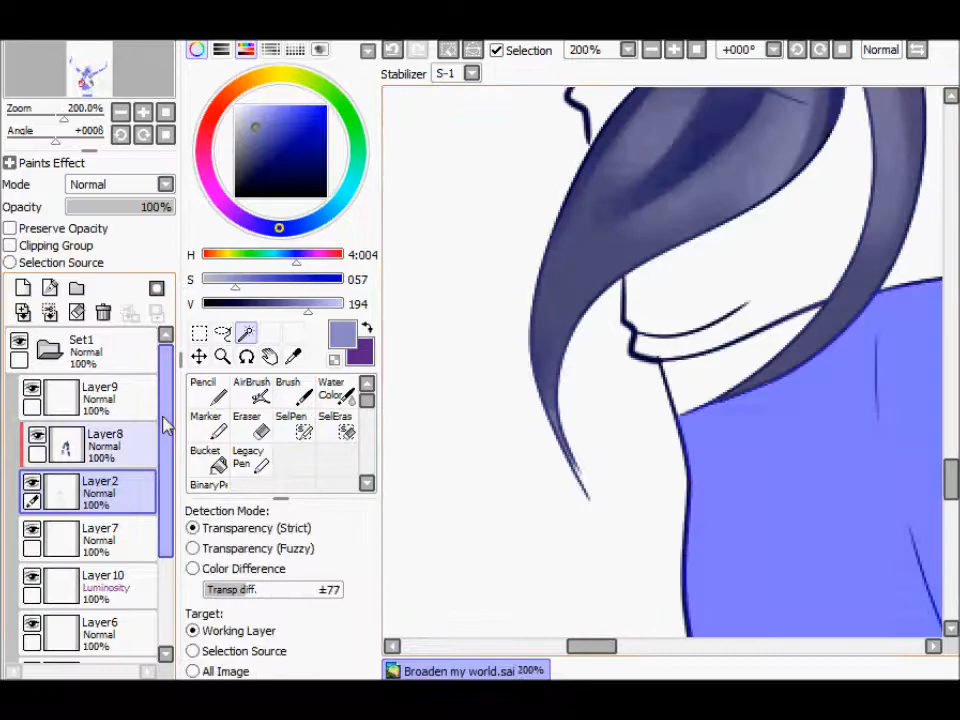 Selection
200%
+000°
Normal
Stabilizer
S-1
Zoom
200.0%
Angle
Paints Effect
Mode
Normal
Opacity
100%
Preserve Opacity
Clipping Group
Selection Source
Set1
Normal
100%
Layer9
Normal
100%
Layer8
Normal
100%
Layer2
Normal
100%
Layer7
Normal
100%
Layer10
Luminosity
100%
Layer6
Normal
100%
H
4:004
S
057
V
194
Pencil
AirBrush
Brush
Water
Color
Marker
Eraser
SelPen
SelEras
Bucket
Legacy
Pen
BinaryPe
Detection Mode:
Transparency (Strict)
Transparency (Fuzzy)
Color Difference
Transp diff.
±77
Target:
Working Layer
Selection Source
All Image
Broaden my world.sai
200%